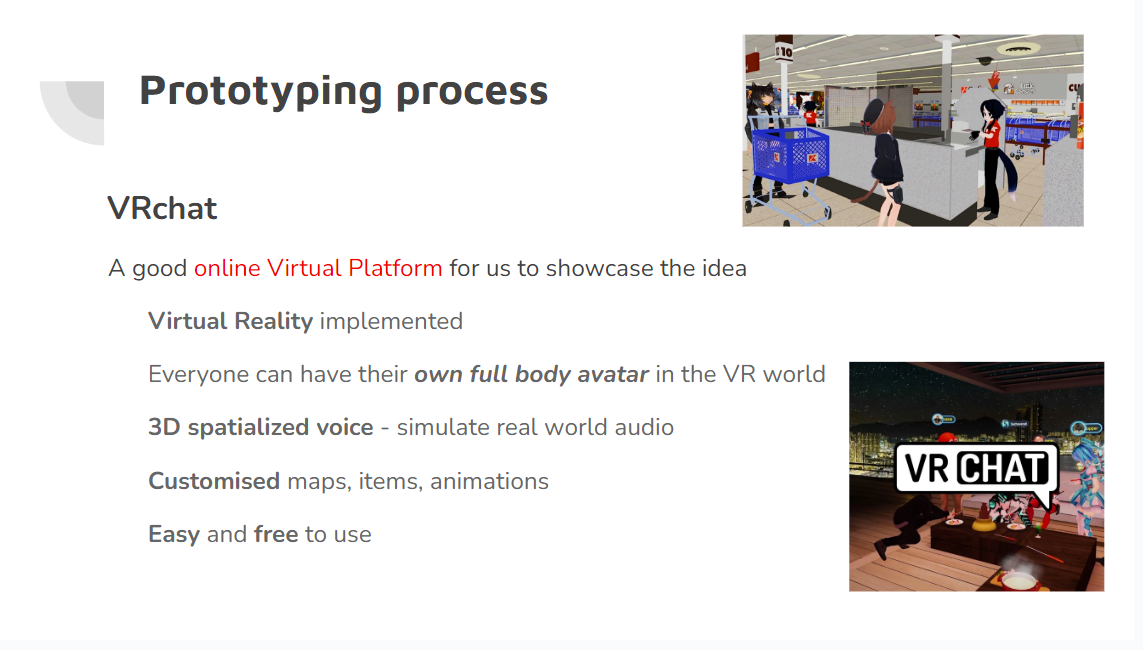 Prototyping process
VRchat
A good online Virtual Platform for us to showcase the idea
Virtual Reality implemented
Everyone can have their own full body avatar in the VR world
3D spatialized voice - simulate real world audio
Customised maps, items, animations
Easy and free to use
10
K
K
VR CHAT